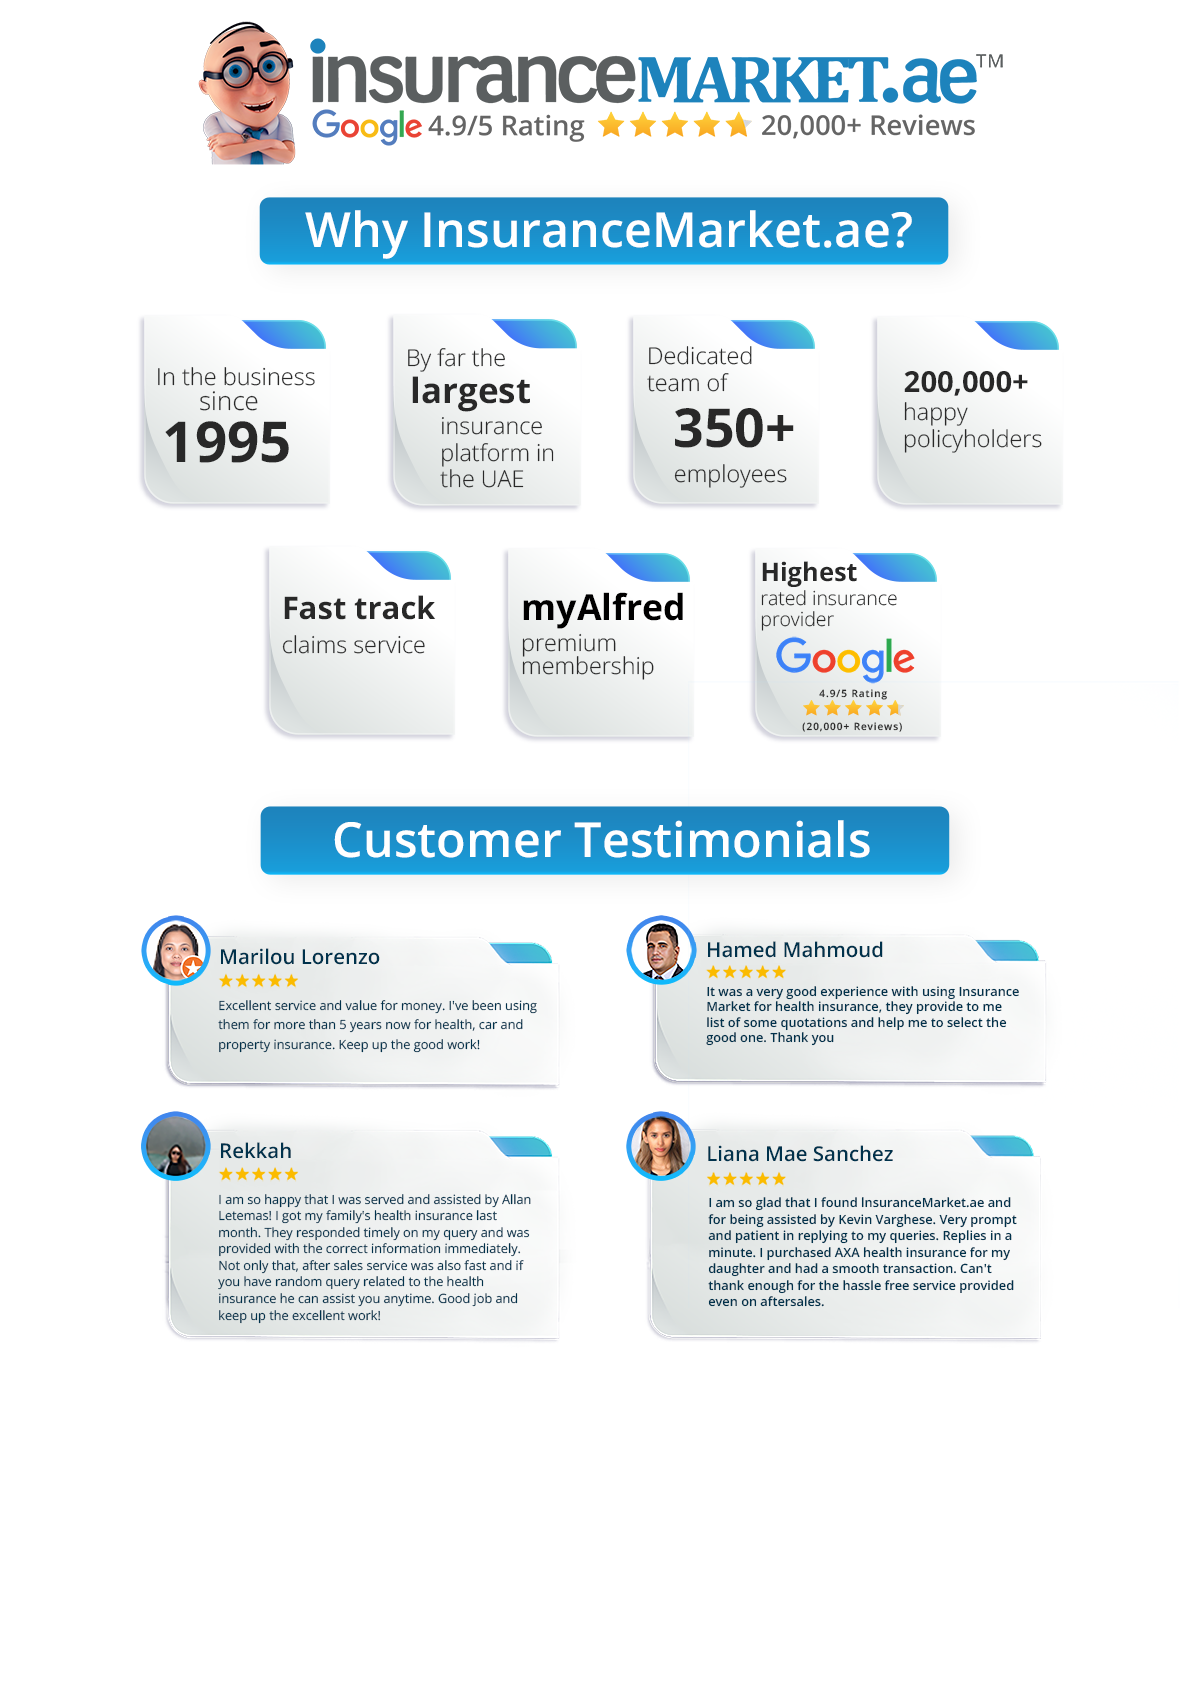 insuranceMARKET.ae™
Google 4.9/5 Rating 20,000+ Reviews
Why InsuranceMarket.ae?
In the business
since
1995
By far the
largest
insurance
platform in
the UAE
Dedicated
team of
350+
employees
200,000+
happy
policyholders
Fast track
claims service
myAlfred
premium
membership
Highest
rated insurance
provider
Google
4.9/5 Rating
(20,000+ Reviews)
Customer Testimonials
Marilou Lorenzo
Excellent service and value for money. I've been using
them for more than 5 years now for health, car and
property insurance. Keep up the good work!
Hamed Mahmoud
It was a very good experience with using Insurance
Market for health insurance, they provide to me
list of some quotations and help me to select the
good one. Thank you
Rekkah
I am so happy that I was served and assisted by Allan
Letemas! I got my family's health insurance last
month. They responded timely on my query and was
provided with the correct information immediately.
Not only that, after sales service was also fast and if
you have random query related to the health
insurance he can assist you anytime. Good job and
keep up the excellent work!
Liana Mae Sanchez
I am so glad that I found InsuranceMarket.ae and
for being assisted by Kevin Varghese. Very prompt
and patient in replying to my queries. Replies in a
minute. I purchased AXA health insurance for my
daughter and had a smooth transaction. Can't
thank enough for the hassle free service provided
even on aftersales.